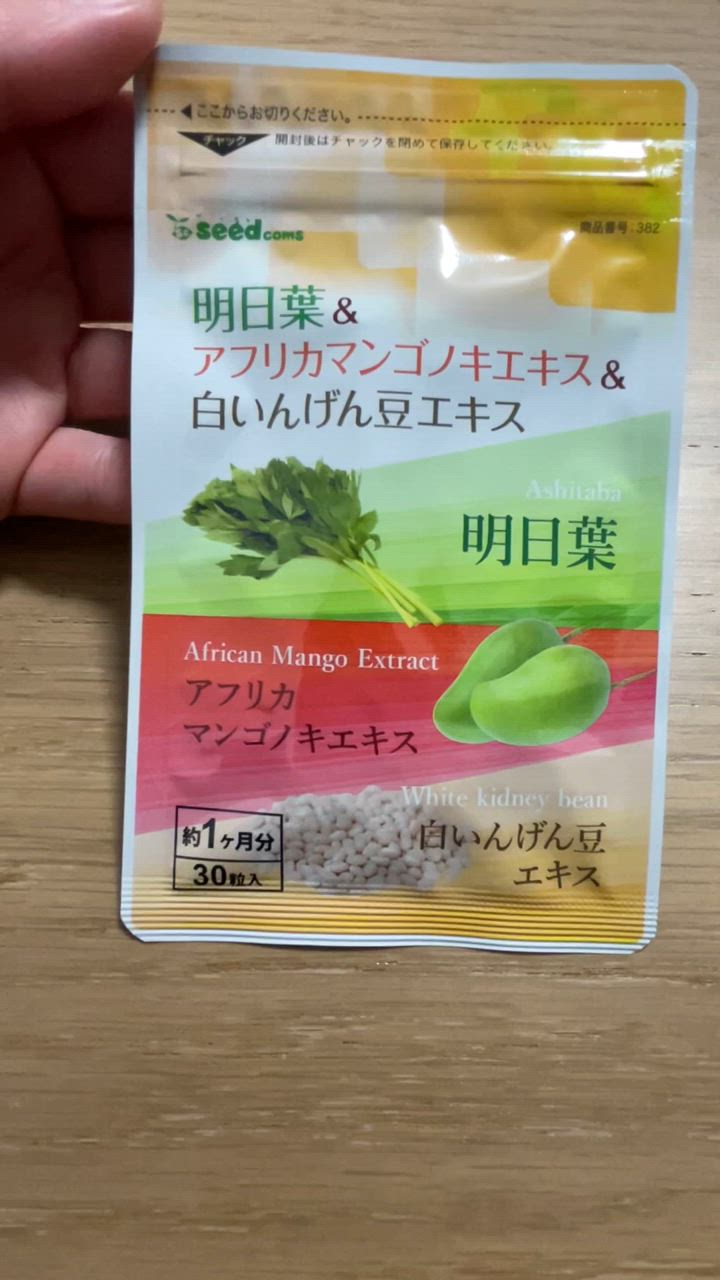 ここからお切りください。
チャック
開封後はチャックを閉めて保存してください。
seedcoms
商品番号:382
明日葉&
アフリカマンゴノキエキス&
白いんげん豆エキス
Ashitaba
明日葉
African Mango Extract
アフリカ
マンゴノキエキス
White kidney bean
白いんげん豆
エキス
約1ヶ月分
30粒入